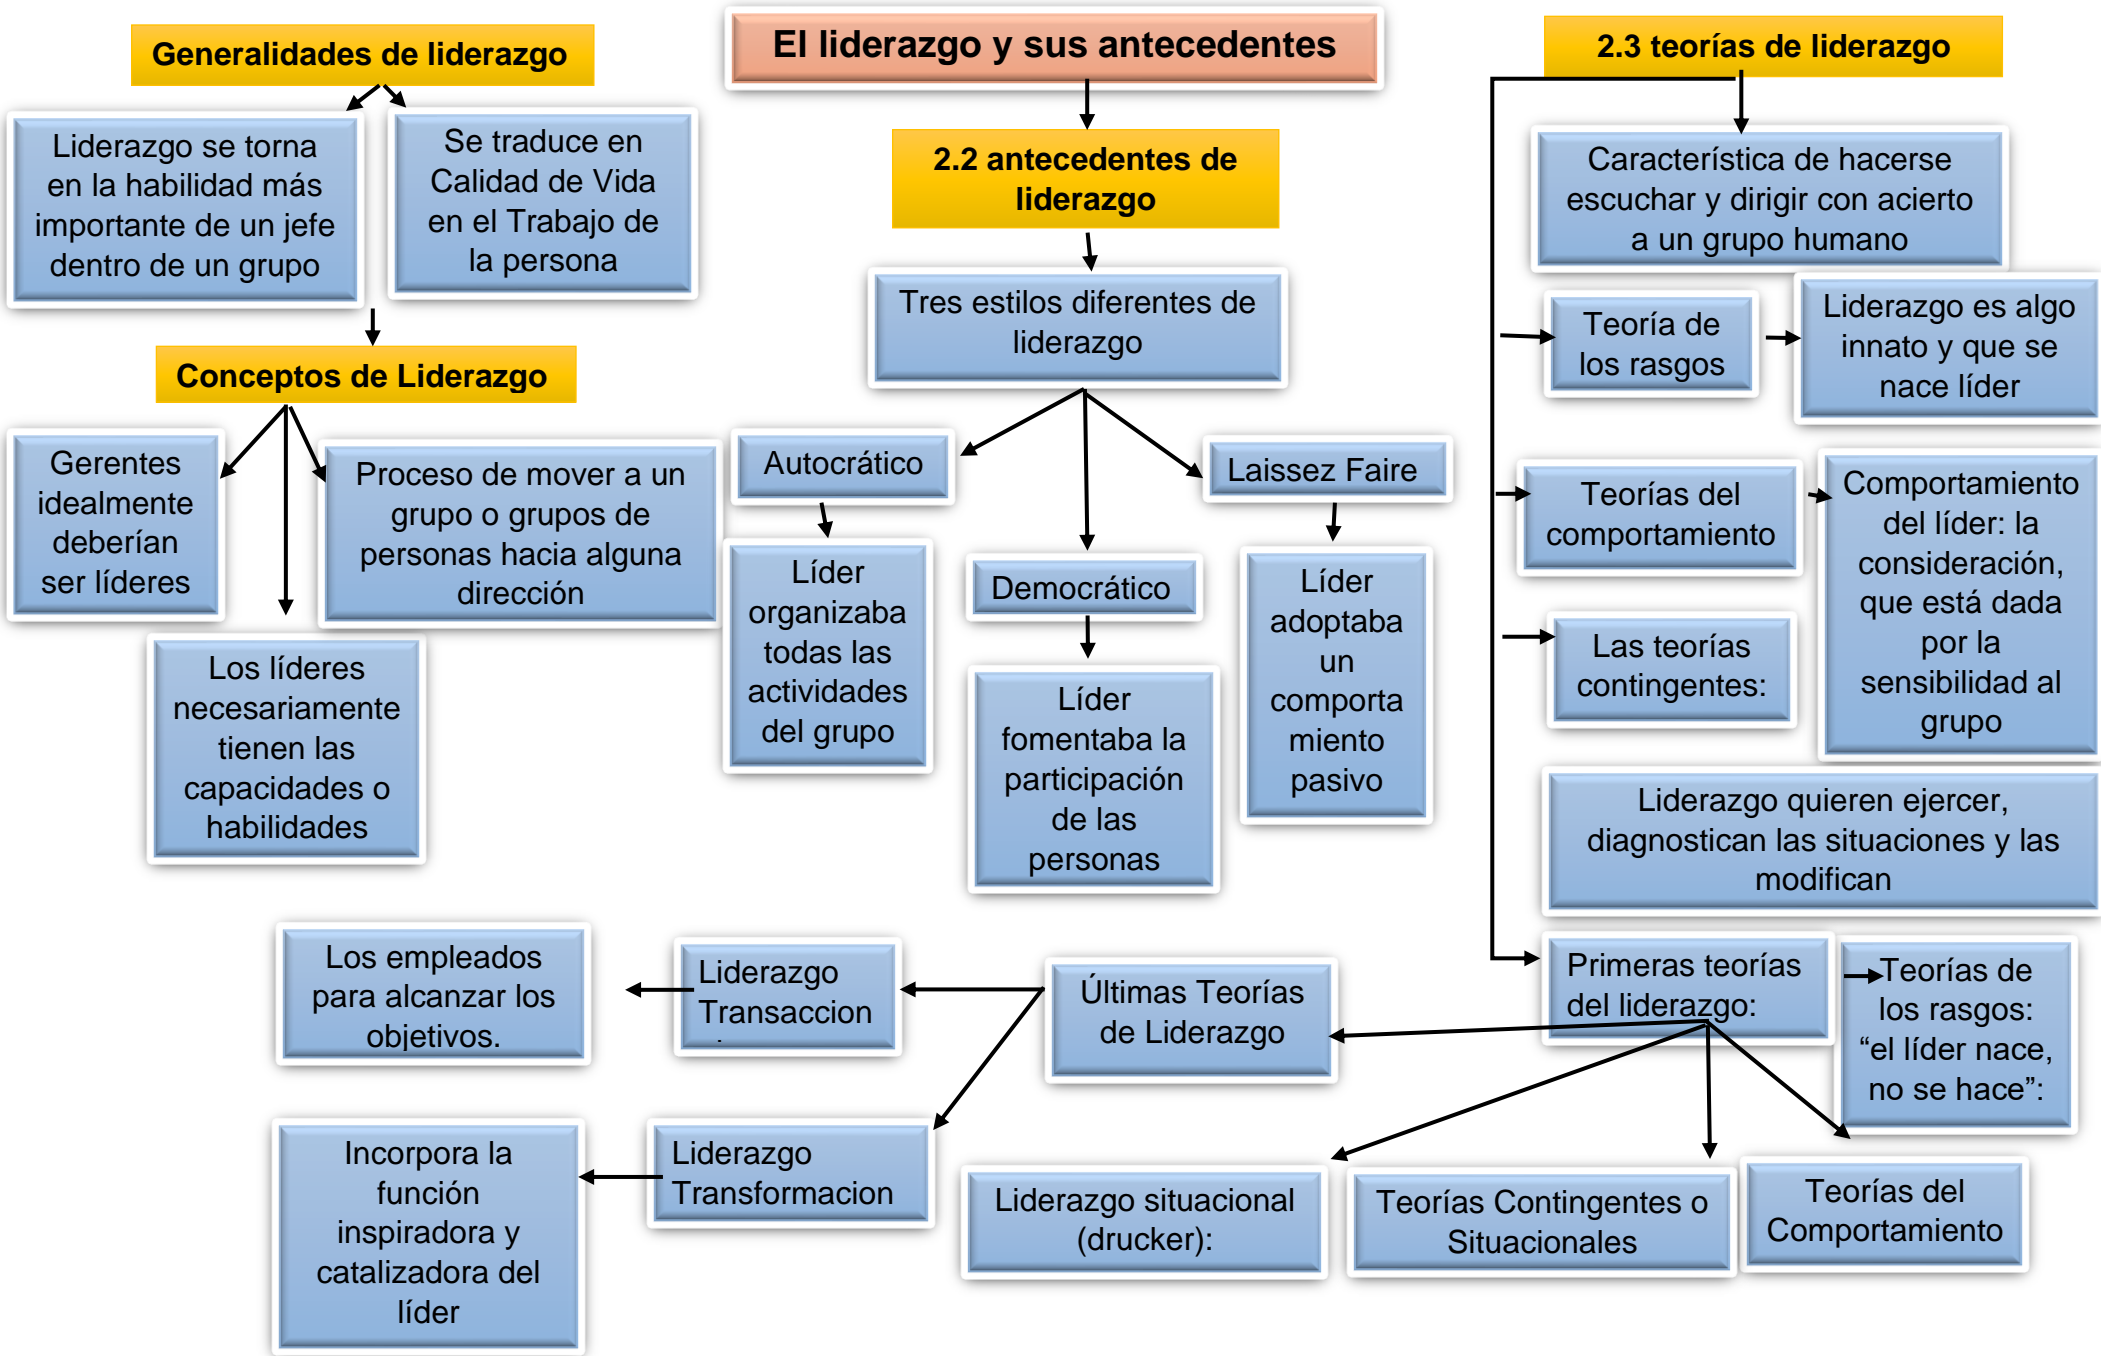 El liderazgo y sus antecedentes
Generalidades de liderazgo
Liderazgo se torna
en la habilidad más
importante de un jefe
dentro de un grupo
Se traduce en
Calidad de Vida
en el Trabajo de
la persona
Conceptos de Liderazgo
Gerentes
idealmente
deberían
ser líderes
Proceso de mover a un
grupo o grupos de
personas hacia alguna
dirección
Los líderes
necesariamente
tienen las
capacidades o
habilidades
2.2 antecedentes de
liderazgo
Tres estilos diferentes de
liderazgo
Autocrático
Líder
organizaba
todas las
actividades
del grupo
Democrático
Líder
fomentaba la
participación
de las
personas
Laissez Faire
Líder
adoptaba
un
comporta
miento
pasivo
2.3 teorías de liderazgo
Característica de hacerse
escuchar y dirigir con acierto
a un grupo humano
Teoría de
los rasgos
Liderazgo es algo
innato y que se
nace líder
Teorías del
comportamiento
Comportamiento
del líder: la
consideración,
que está dada
por la
sensibilidad al
grupo
Las teorías
contingentes:
Liderazgo quieren ejercer,
diagnostican las situaciones y las
modifican
Primeras teorías
del liderazgo:
Teorías de
los rasgos:
“el líder nace,
no se hace”:
Últimas Teorías
de Liderazgo
Liderazgo
Transaccion
Los empleados
para alcanzar los
objetivos.
Liderazgo
Transformacion
Incorpora la
función
inspiradora y
catalizadora del
líder
Liderazgo situacional
(drucker):
Teorías Contingentes o
Situacionales
Teorías del
Comportamiento